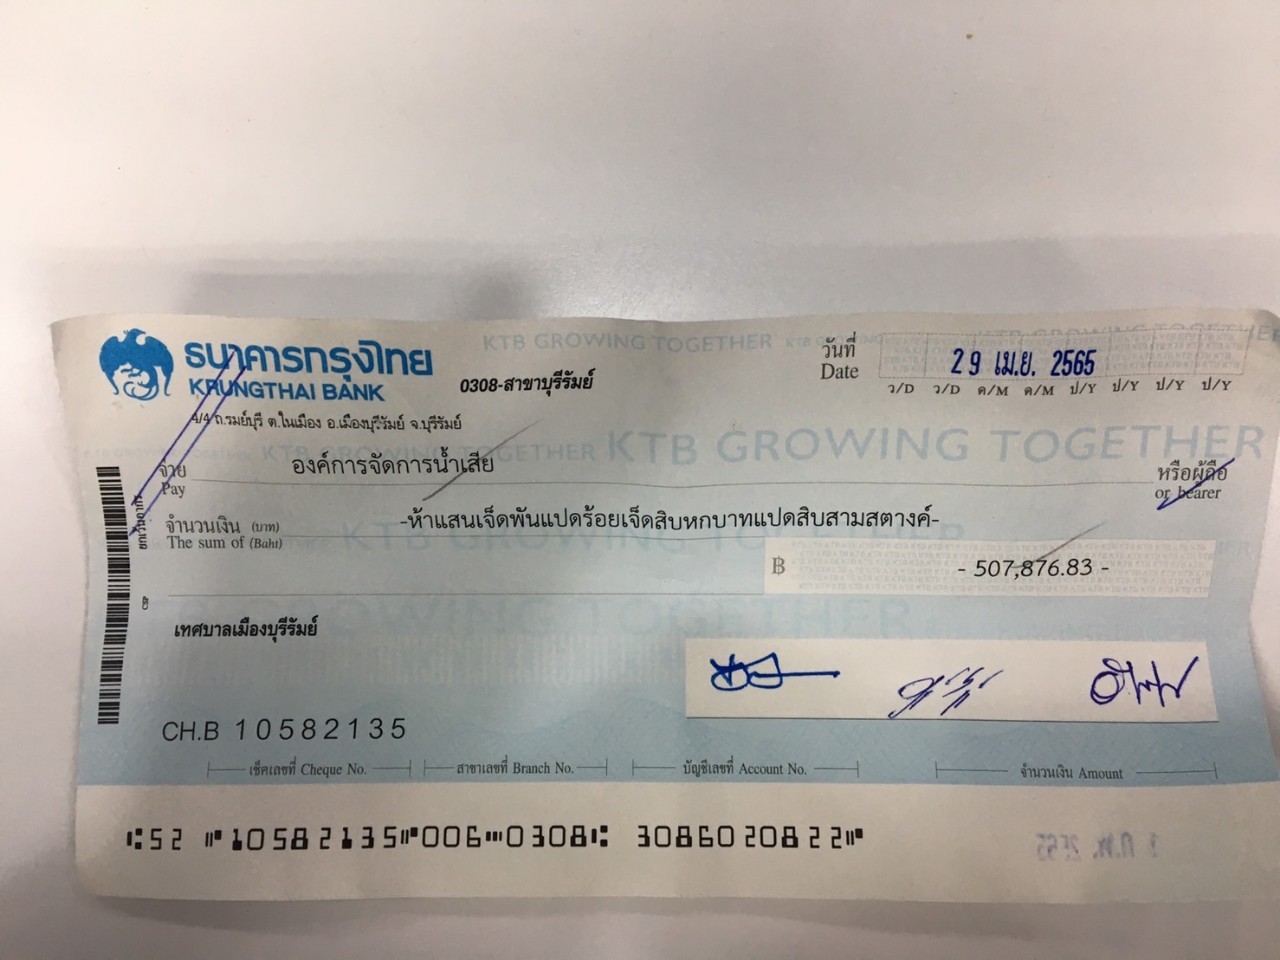 ธนาคารกรุงไทย
KRUNGTHAI BANK
0308-สาขาบุรีรัมย์
4/4 ถ.รมย์บุรี ต.ในเมือง อ.เมืองบุรีรัมย์ จ.บุรีรัมย์
KTB GROWING TOGETHER
วันที่ 29 เม.ย. 2565
Date
ว/D ว/D ด/M ด/M ป/Y ป/Y ป/Y ป/Y
KTB GROWING TOGETHER
จ่าย องค์การจัดการน้ำเสีย หรือผู้ถือ
Pay or bearer
จำนวนเงิน (บาท) -ห้าแสนเจ็ดพันแปดร้อยเจ็ดสิบหกบาทแปดสิบสามสตางค์-
The sum of (Baht)
฿ - 507,876.83 -
เทศบาลเมืองบุรีรัมย์
CH.B 10582135
เช็คเลขที่ Cheque No. สาขาเลขที่ Branch No. บัญชีเลขที่ Account No. จำนวนเงิน Amount
⑆52 ⑈10582135⑈006⑉0308⑆ 3086020822⑈